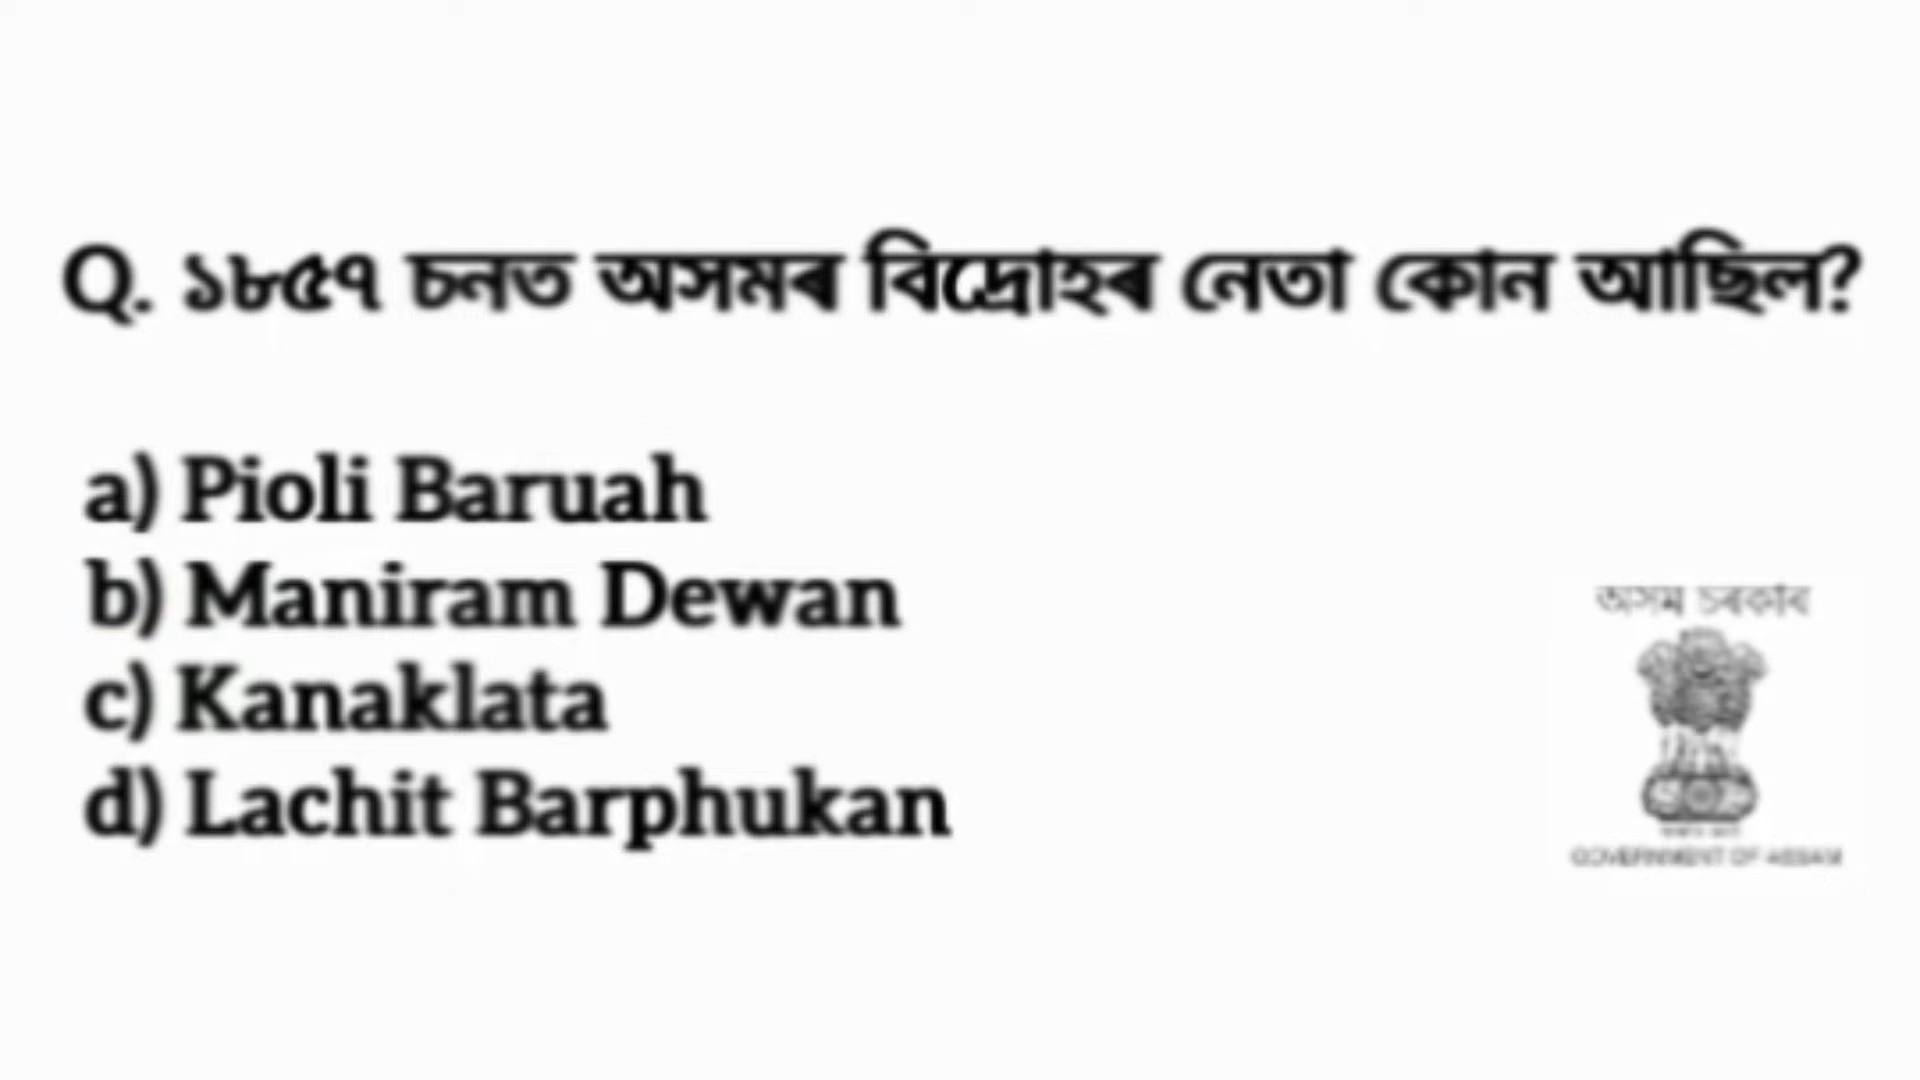 Q. ১৮৫৭ চনত অসমৰ বিদ্ৰোহৰ নেতা কোন আছিল?
a) Pioli Baruah
b) Maniram Dewan
c) Kanaklata
d) Lachit Barphukan
অসম চৰকাৰ
GOVERNMENT OF ASSAM